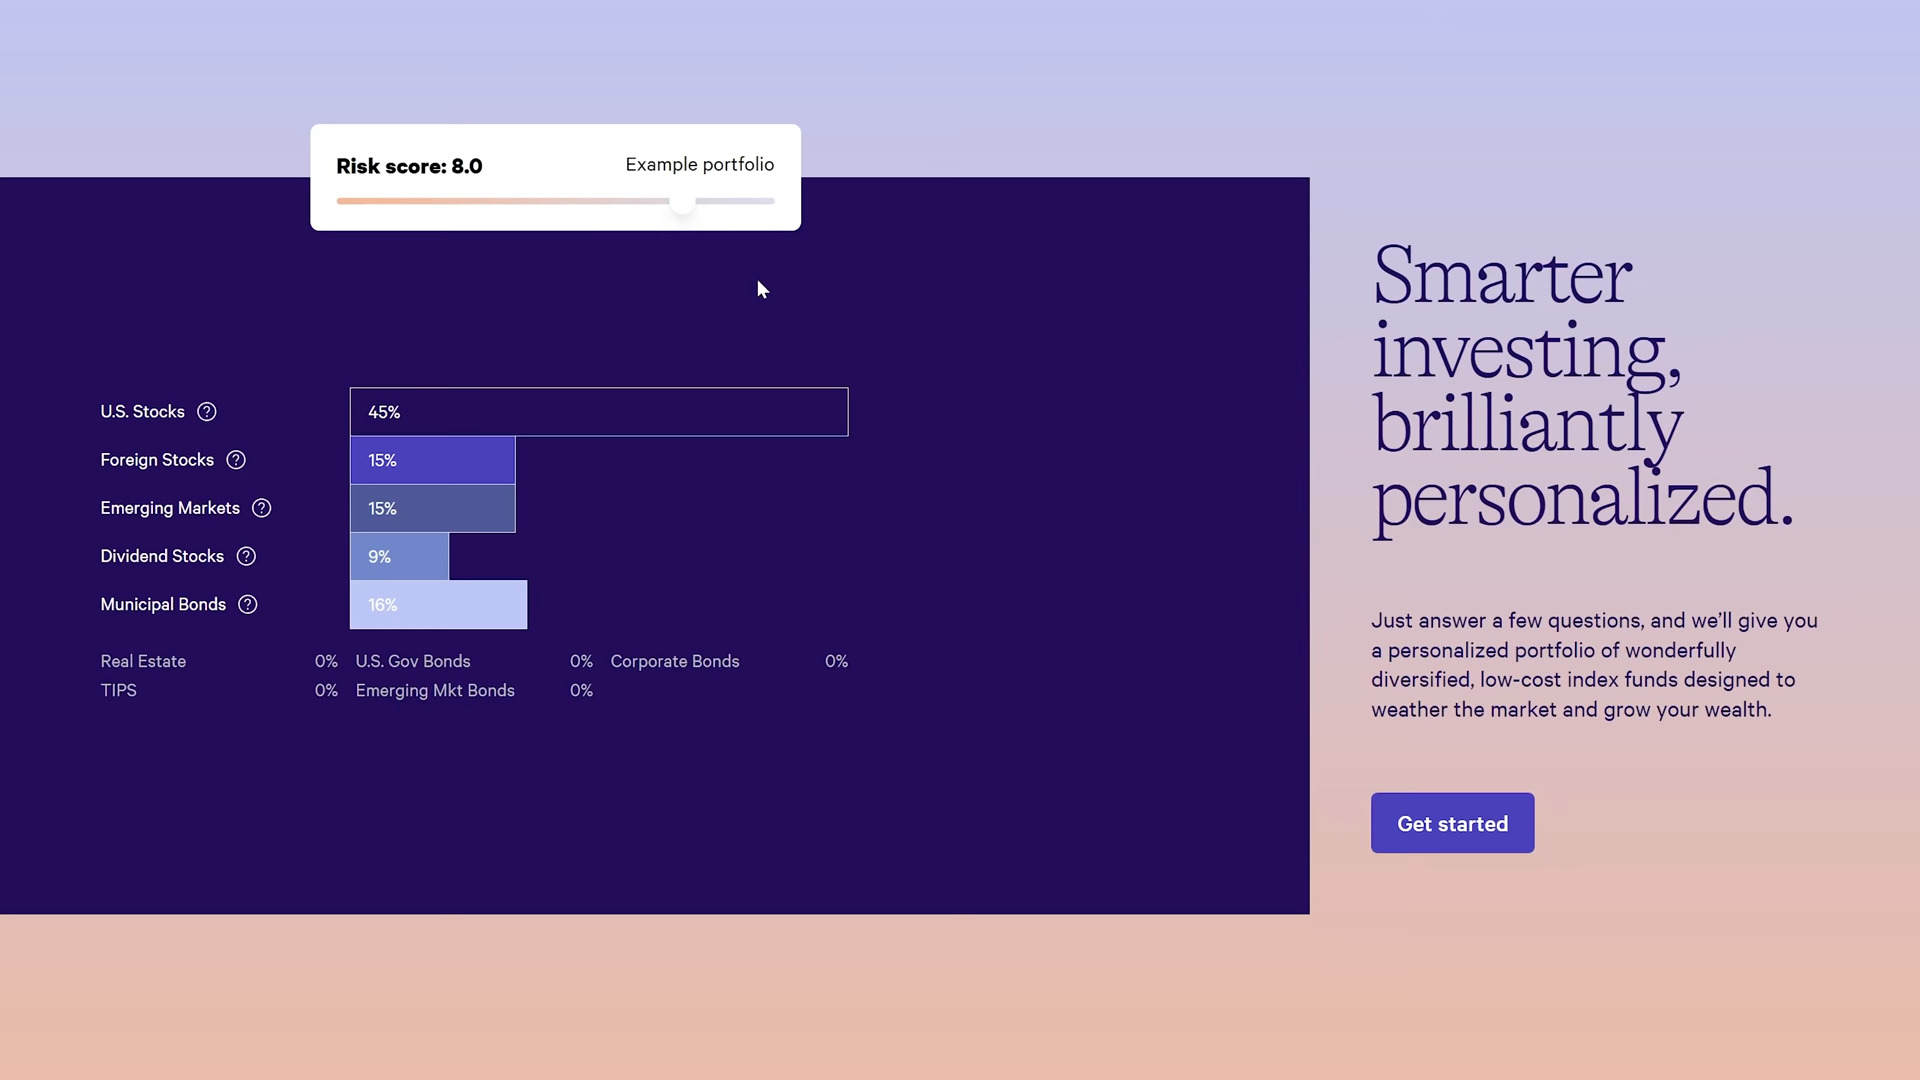 Risk score: 8.0 Example portfolio
U.S. Stocks ? 45%
Foreign Stocks ? 15%
Emerging Markets ? 15%
Dividend Stocks ? 9%
Municipal Bonds ? 16%
Real Estate 0% U.S. Gov Bonds 0% Corporate Bonds 0%
TIPS 0% Emerging Mkt Bonds 0%
Smarter
investing,
brilliantly
personalized.
Just answer a few questions, and we’ll give you
a personalized portfolio of wonderfully
diversified, low-cost index funds designed to
weather the market and grow your wealth.
Get started